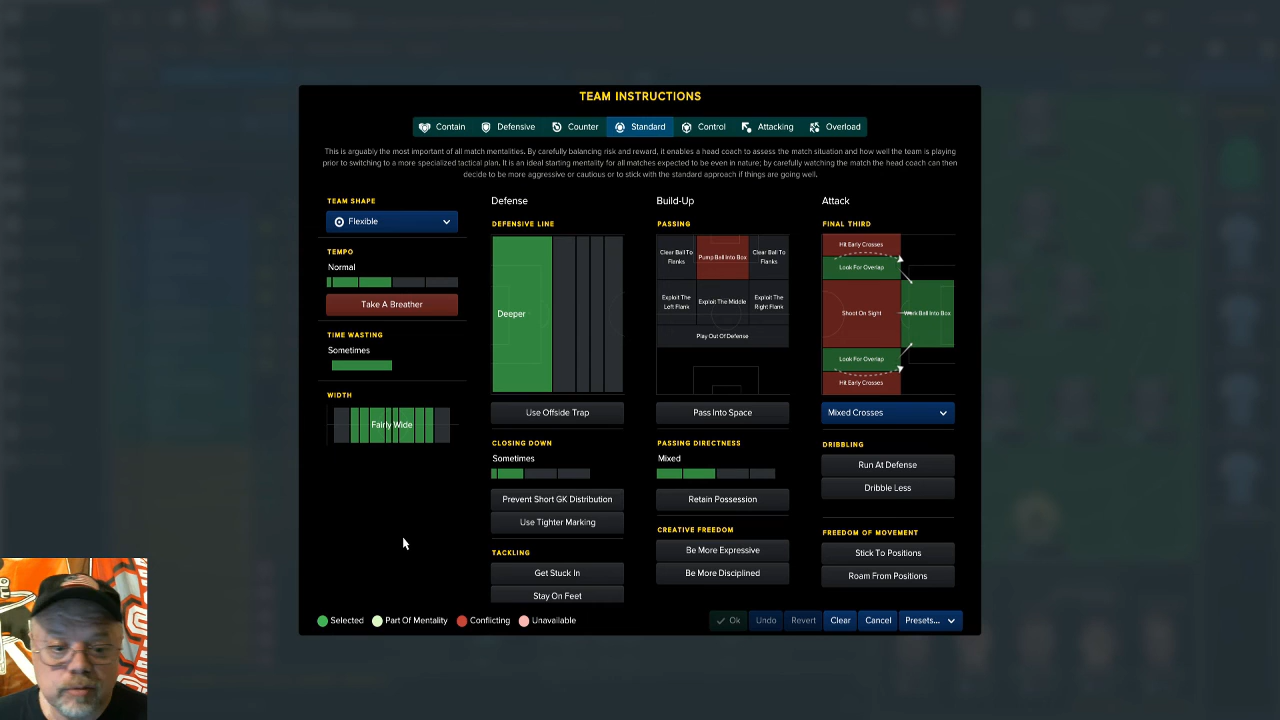 TEAM INSTRUCTIONS
Contain
Defensive
Counter
Standard
Control
Attacking
Overload
This is arguably the most important of all match mentalities. By carefully balancing risk and reward, it enables a head coach to assess the match situation and how well the team is playing
prior to switching to a more specialized tactical plan. It is an ideal starting mentality for all matches expected to be even in nature; by carefully watching the match the head coach can then
decide to be more aggressive or cautious or to stick with the standard approach if things are going well.
TEAM SHAPE
Flexible
TEMPO
Normal
Take A Breather
TIME WASTING
Sometimes
WIDTH
Fairly Wide
Defense
DEFENSIVE LINE
Deeper
Use Offside Trap
CLOSING DOWN
Sometimes
Prevent Short GK Distribution
Use Tighter Marking
TACKLING
Get Stuck In
Stay On Feet
Build-Up
PASSING
Clear Ball To
Flanks
Pump Ball Into Box
Clear Ball To
Flanks
Exploit The
Left Flank
Exploit The Middle
Exploit The
Right Flank
Play Out Of Defense
Pass Into Space
PASSING DIRECTNESS
Mixed
Retain Possession
CREATIVE FREEDOM
Be More Expressive
Be More Disciplined
Attack
FINAL THIRD
Hit Early Crosses
Look For Overlap
Shoot On Sight
Work Ball Into Box
Look For Overlap
Hit Early Crosses
Mixed Crosses
DRIBBLING
Run At Defense
Dribble Less
FREEDOM OF MOVEMENT
Stick To Positions
Roam From Positions
Selected
Part Of Mentality
Conflicting
Unavailable
Ok
Undo
Revert
Clear
Cancel
Presets...